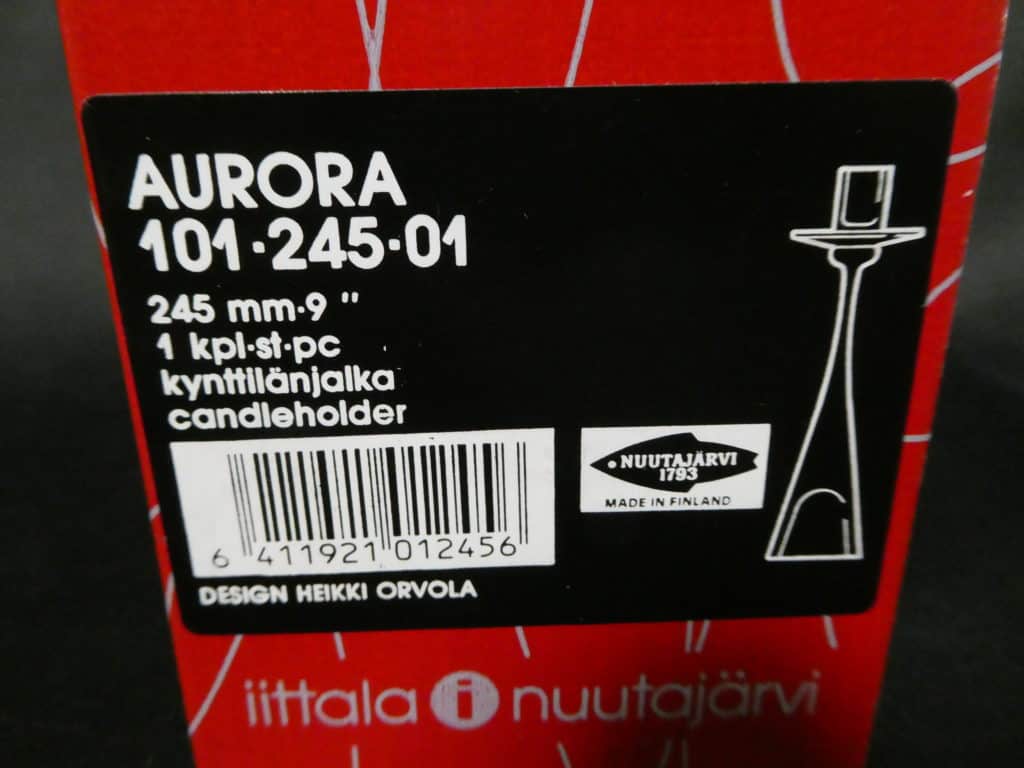 AURORA
101·245·01
245 mm·9 "
1 kpl·st·pc
kynttilänjalka
candleholder
6 411921 012456
NUUTAJÄRVI
1793
MADE IN FINLAND
DESIGN HEIKKI ORVOLA
iittala i nuutajärvi